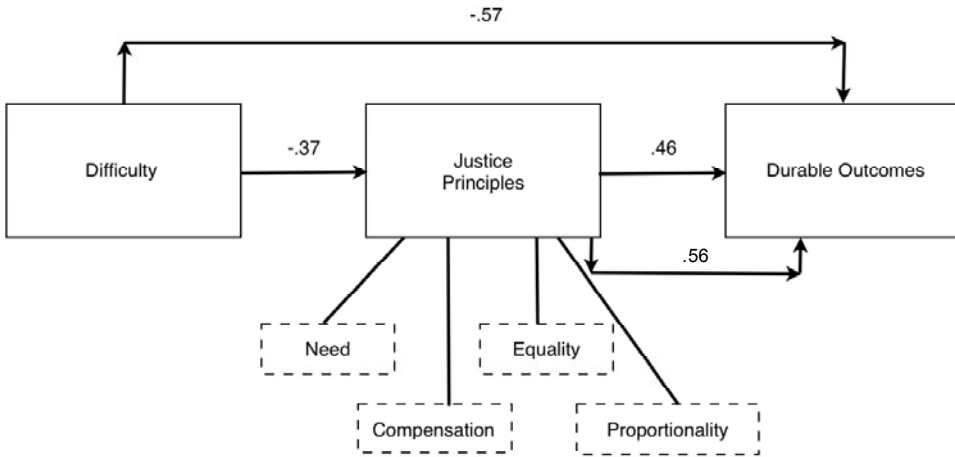 -.57
Difficulty
-.37
Justice
Principles
.46
Durable Outcomes
.56
Need
Equality
Compensation
Proportionality